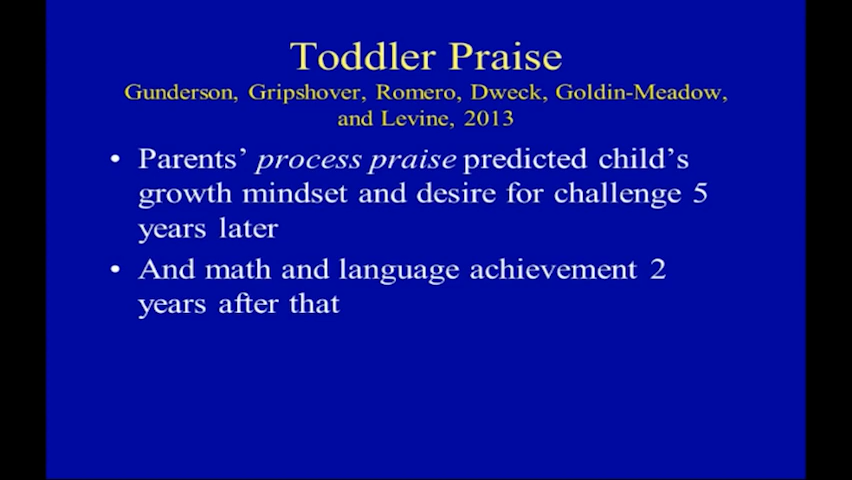 Toddler Praise
Gunderson, Gripshover, Romero, Dweck, Goldin-Meadow,
and Levine, 2013
• Parents’ process praise predicted child’s
growth mindset and desire for challenge 5
years later
• And math and language achievement 2
years after that